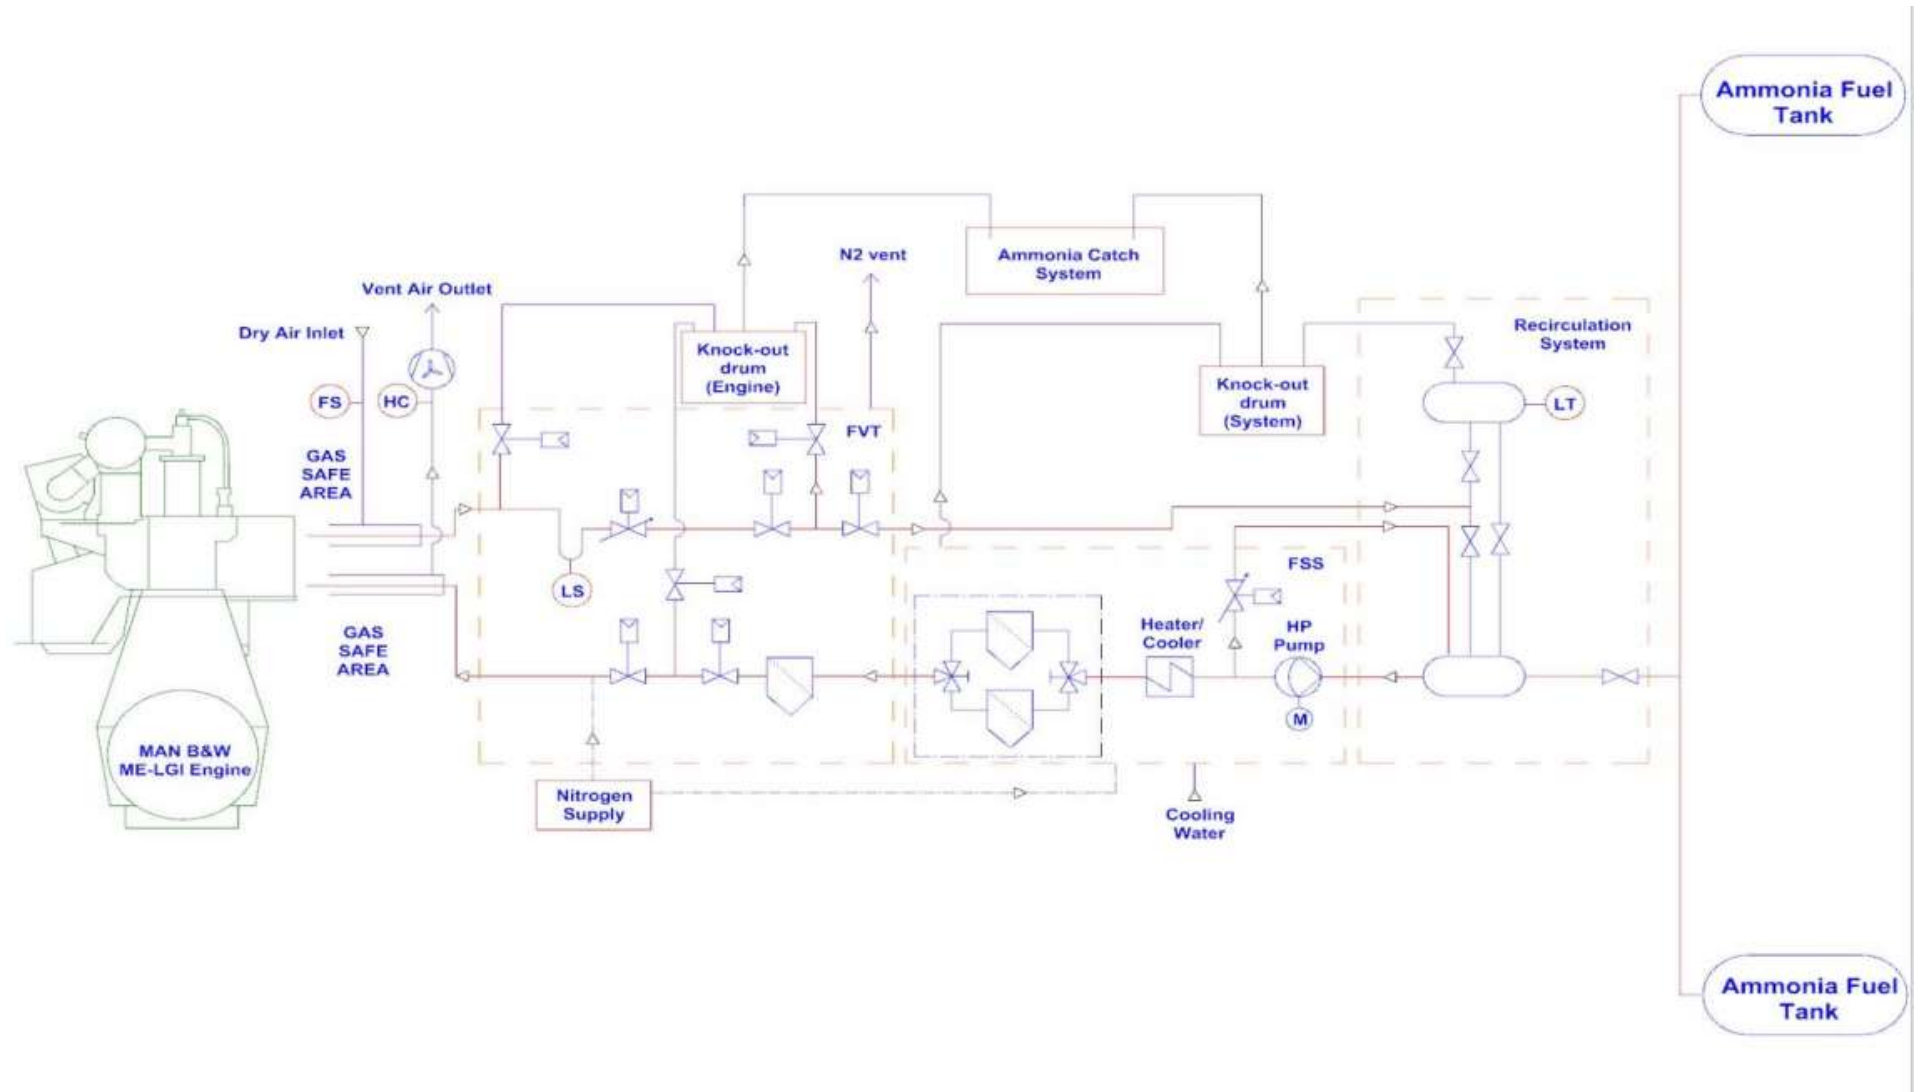 Ammonia Fuel
Tank
N2 vent
Ammonia Catch
System
Vent Air Outlet
Dry Air Inlet
Recirculation
System
Knock-out
drum
(Engine)
Knock-out
drum
(System)
FS
HC
LT
FVT
GAS
SAFE
AREA
LS
FSS
GAS
SAFE
AREA
Heater/
Cooler
HP
Pump
M
MAN B&W
ME-LGI Engine
Nitrogen
Supply
Cooling
Water
Ammonia Fuel
Tank